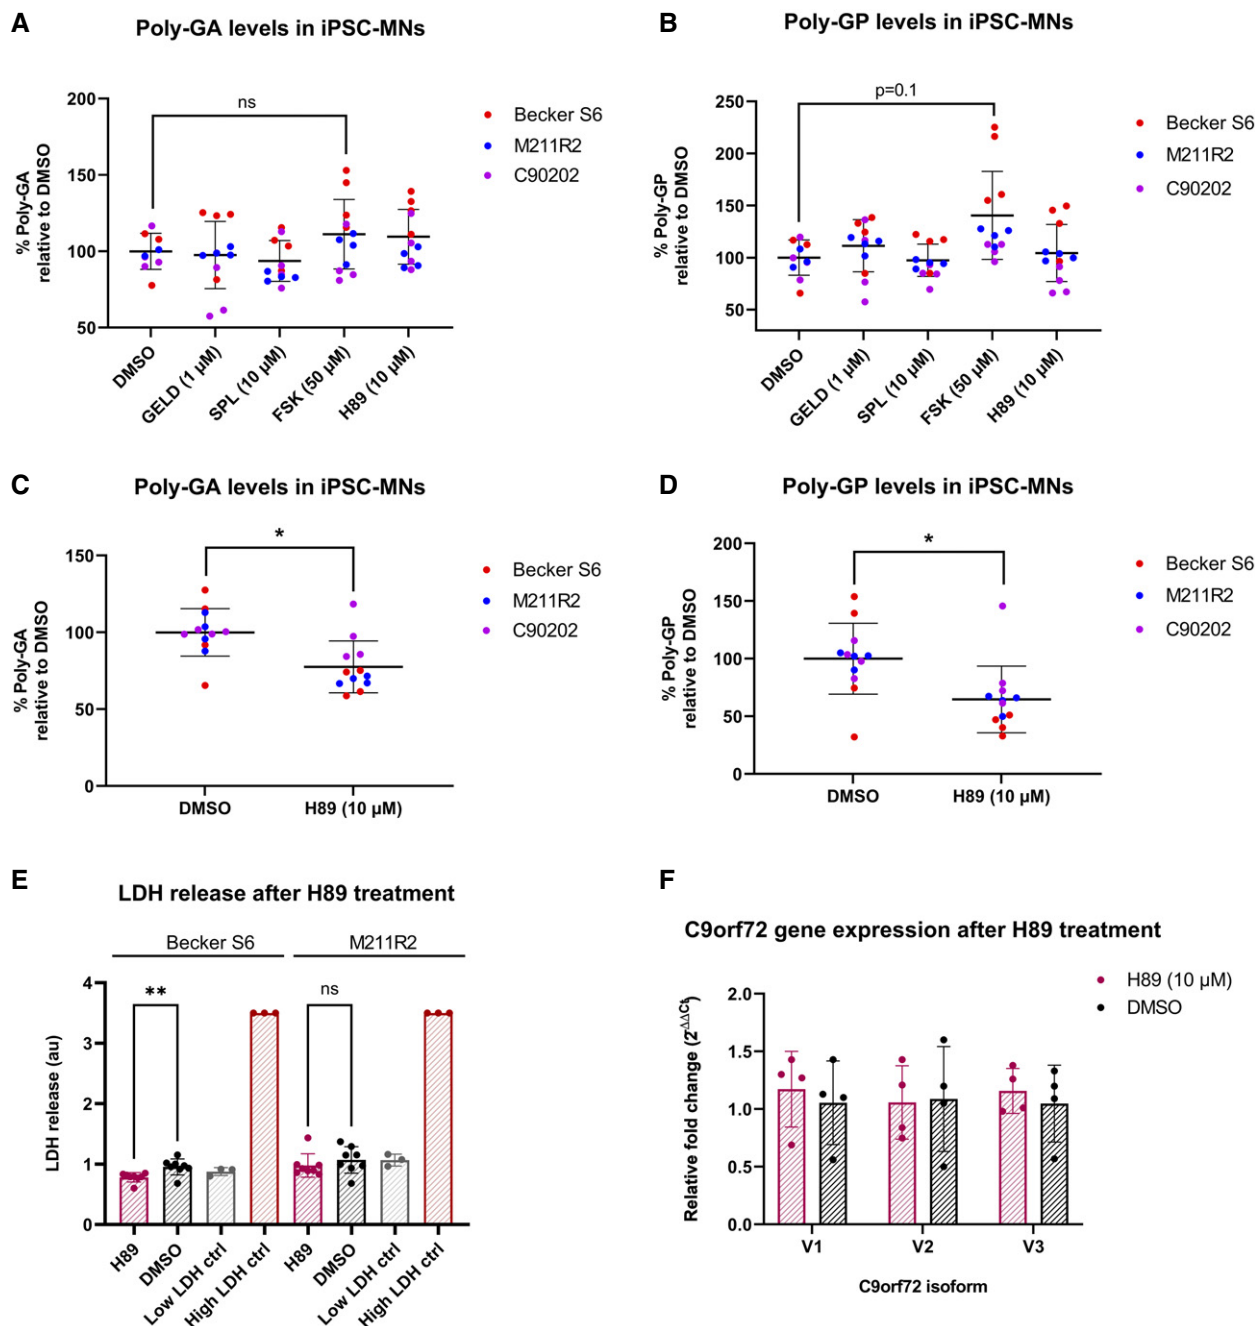 A
Poly-GA levels in iPSC-MNs
% Poly-GA
relative to DMSO
200
150
100
50
ns
DMSO
GELD (1 µM)
SPL (10 µM)
FSK (50 µM)
H89 (10 µM)
Becker S6
M211R2
C90202
B
Poly-GP levels in iPSC-MNs
% Poly-GP
relative to DMSO
250
200
150
100
50
p=0.1
DMSO
GELD (1 µM)
SPL (10 µM)
FSK (50 µM)
H89 (10 µM)
Becker S6
M211R2
C90202
C
Poly-GA levels in iPSC-MNs
% Poly-GA
relative to DMSO
150
100
50
0
*
DMSO
H89 (10 µM)
Becker S6
M211R2
C90202
D
Poly-GP levels in iPSC-MNs
% Poly-GP
relative to DMSO
200
150
100
50
0
*
DMSO
H89 (10 µM)
Becker S6
M211R2
C90202
E
LDH release after H89 treatment
Becker S6
M211R2
LDH release (au)
4
3
2
1
0
**
ns
H89
DMSO
Low LDH ctrl
High LDH ctrl
H89
DMSO
Low LDH ctrl
High LDH ctrl
F
C9orf72 gene expression after H89 treatment
H89 (10 µM)
DMSO
Relative fold change (2^-ΔΔCt)
2.0
1.5
1.0
0.5
0.0
V1
V2
V3
C9orf72 isoform